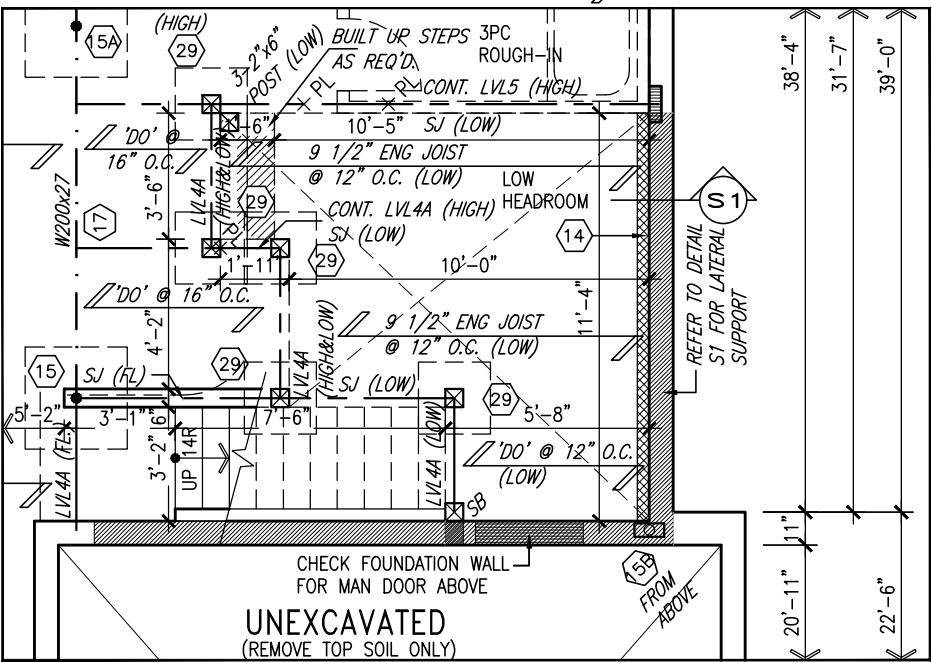 (HIGH)
15A
29
3-2"x6"
POST (LOW)
BUILT UP STEPS
AS REQ'D.
3PC
ROUGH-IN
PL
PL
CONT. LVL5 (HIGH)
38'-4"
31'-7"
39'-0"
-6"
10'-5"
SJ (LOW)
'DO' @
16" O.C.
9 1/2" ENG JOIST
@ 12" O.C. (LOW)
LOW
HEADROOM
S1
W200x27
17
3'-6"
LVL4A
(HIGH&LOW)
29
CONT. LVL4A (HIGH)
SJ (LOW)
14
1'-11"
29
10'-0"
REFER TO DETAIL
S1 FOR LATERAL
SUPPORT
'DO' @ 16" O.C.
4'-2"
LVL4A
(HIGH&LOW)
9 1/2" ENG JOIST
@ 12" O.C. (LOW)
11'-4"
15
SJ (FL)
29
SJ (LOW)
29
5'-2"
3'-1"
6"
7'-6"
5'-8"
LVL4A (FL)
3'-2"
UP 14R
LVL4A (LOW)
'DO' @ 12" O.C.
(LOW)
SB
11"
CHECK FOUNDATION WALL
FOR MAN DOOR ABOVE
15B
FROM
ABOVE
UNEXCAVATED
(REMOVE TOP SOIL ONLY)
20'-11"
22'-6"